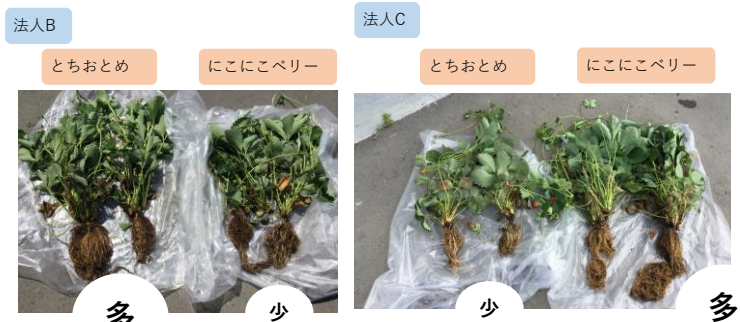 法人B
とちおとめ
にこにこベリー
多
少
法人C
とちおとめ
にこにこベリー
少
多